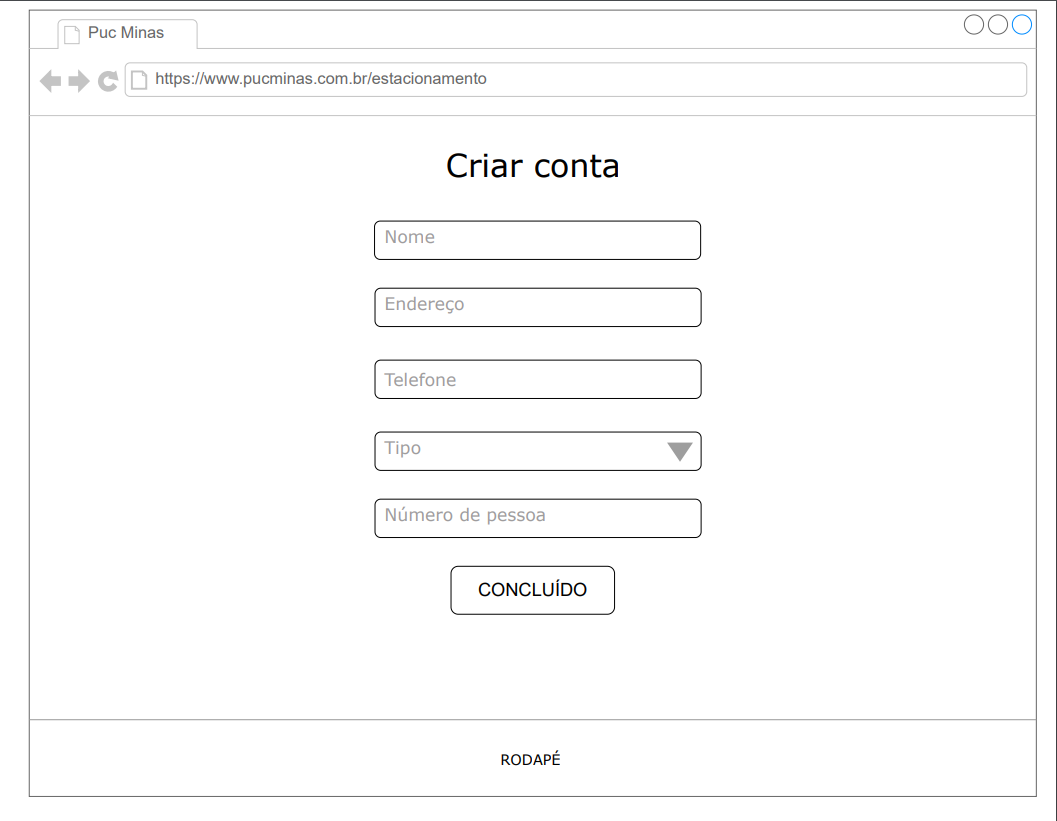 Puc Minas
https://www.pucminas.com.br/estacionamento
Criar conta
Nome
Endereço
Telefone
Tipo
Número de pessoa
CONCLUÍDO
RODAPÉ